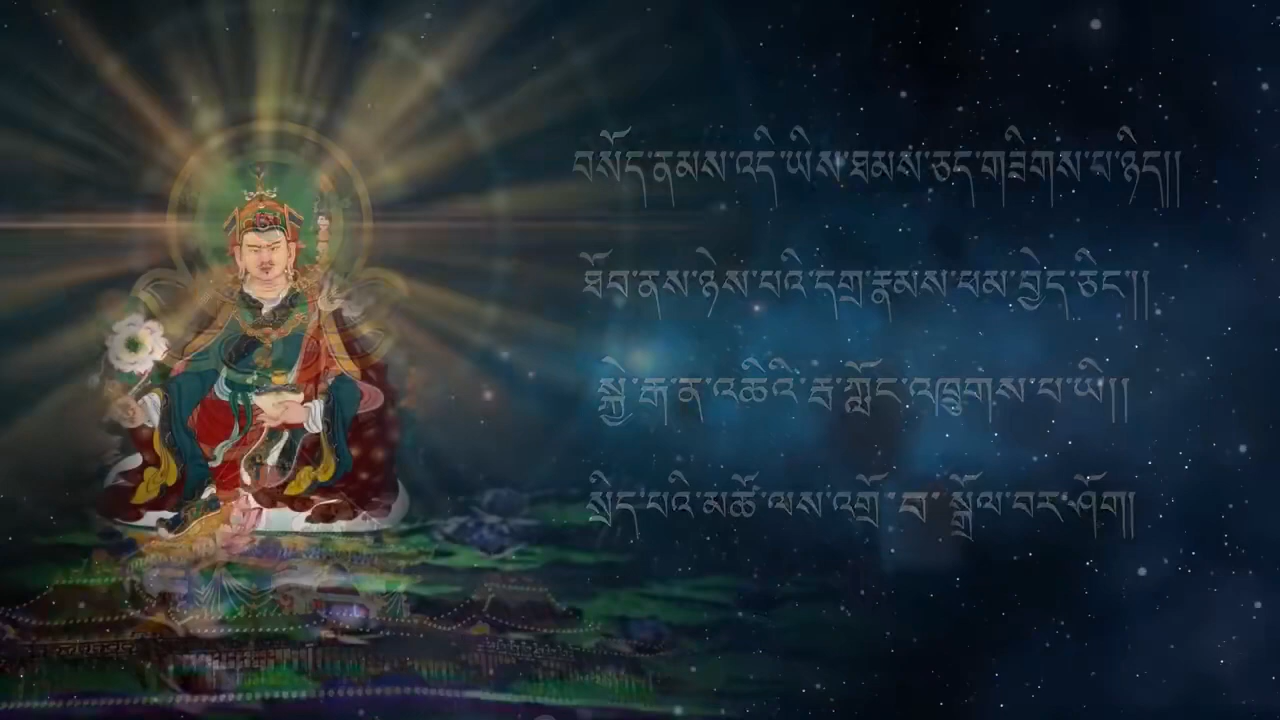 བསོད་ནམས་འདི་ཡིས་ཐམས་ཅད་གཟིགས་པ་ཉིད།།
ཐོབ་ནས་ཉེས་པའི་དགྲ་རྣམས་ཕམ་བྱེད་ཅིང་།།
སྐྱེ་རྒ་ན་འཆིའི་རྦ་ཀློང་འཁྲུགས་པ་ཡི།།
སྲིད་པའི་མཚོ་ལས་འགྲོ་བ་སྒྲོལ་བར་ཤོག།